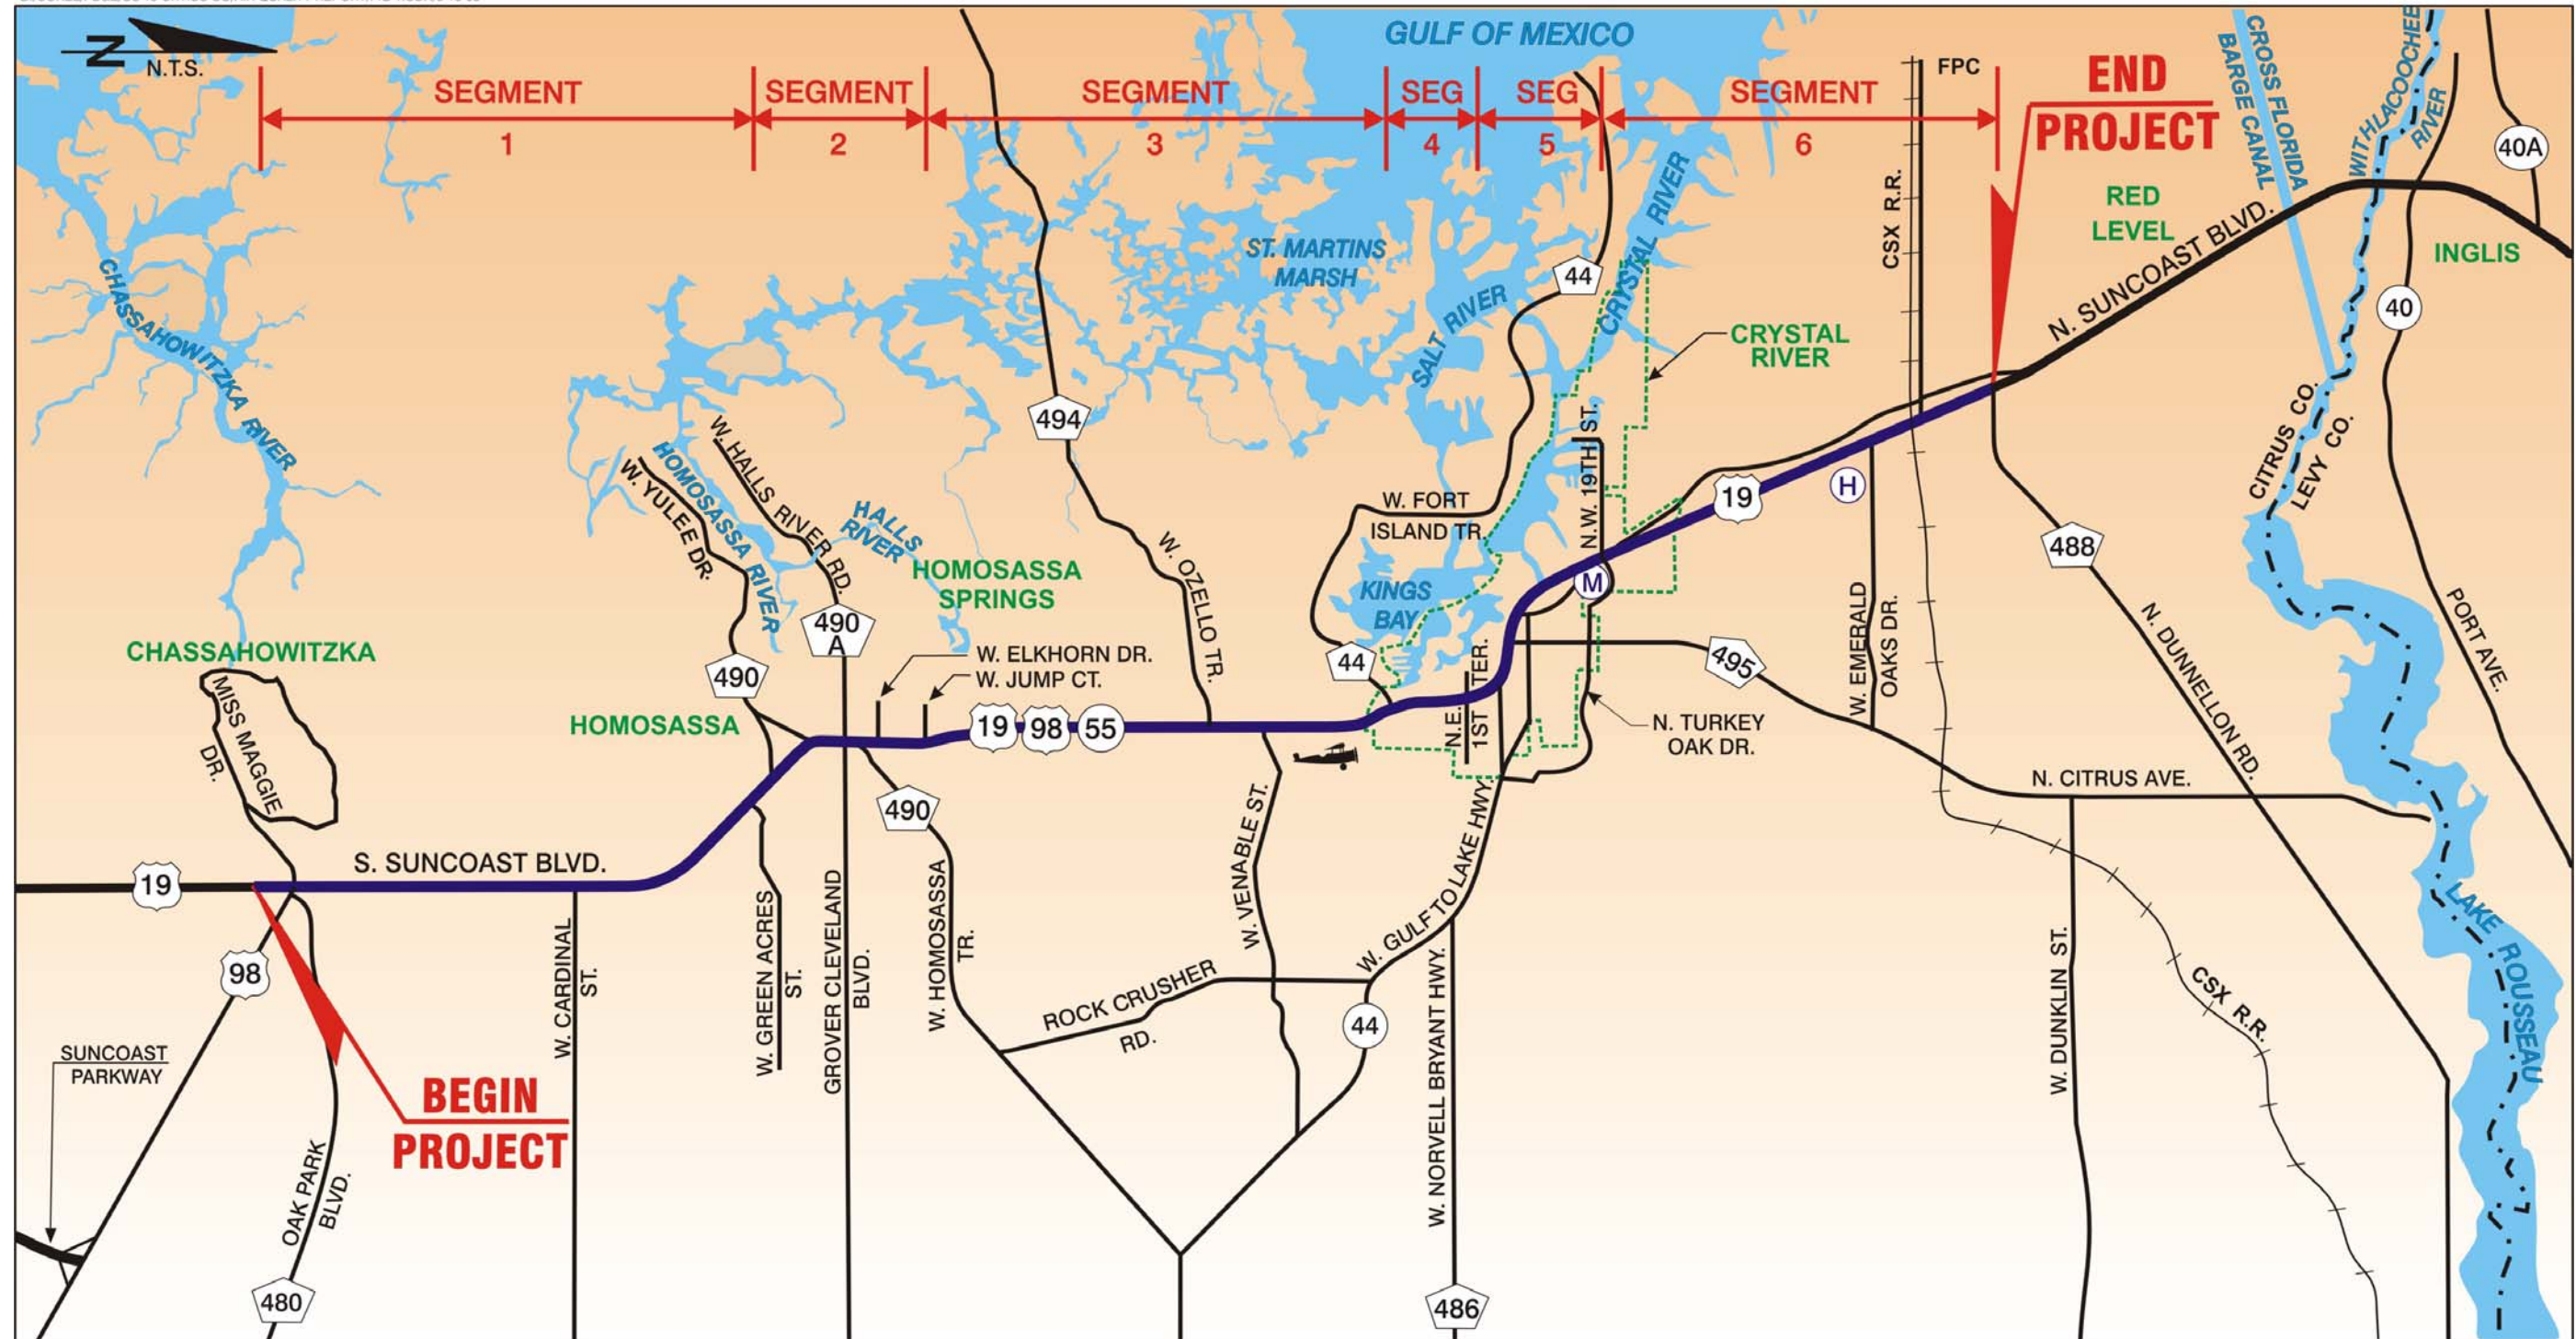 GULF OF MEXICO
N
N.T.S.
SEGMENT
1
SEGMENT
2
SEGMENT
3
SEG
4
SEG
5
SEGMENT
6
FPC
END
PROJECT
CROSS FLORIDA
BARGE CANAL
WITHLACOOCHEE
RIVER
40A
RED
LEVEL
INGLIS
CSX R.R.
N. SUNCOAST BLVD.
40
ST. MARTINS
MARSH
44
CRYSTAL RIVER
SALT RIVER
CRYSTAL
RIVER
CHASSAHOWITZKA RIVER
494
W. HALLS RIVER RD.
HOMOSASSA RIVER
W. YULEE DR.
HALLS
RIVER
HOMOSASSA
SPRINGS
W. OZELLO TR.
W. FORT
ISLAND TR.
N.W. 19TH ST.
19
H
M
CITRUS CO.
LEVY CO.
488
KINGS
BAY
490
A
CHASSAHOWITZKA
490
W. ELKHORN DR.
W. JUMP CT.
44
N.E.
1ST TER.
495
W. EMERALD
OAKS DR.
N. DUNNELLON RD.
PORT AVE.
MISS MAGGIE
DR.
HOMOSASSA
19
98
55
N. TURKEY
OAK DR.
N. CITRUS AVE.
490
S. SUNCOAST BLVD.
19
W. VENABLE ST.
W. GULF TO LAKE HWY.
LAKE ROUSSEAU
98
W. CARDINAL
ST.
W. GREEN ACRES
ST.
GROVER CLEVELAND
BLVD.
W. HOMOSASSA
TR.
ROCK CRUSHER
RD.
44
W. NORVELL BRYANT HWY.
W. DUNKLIN ST.
CSX R.R.
SUNCOAST
PARKWAY
BEGIN
PROJECT
OAK PARK
BLVD.
480
486